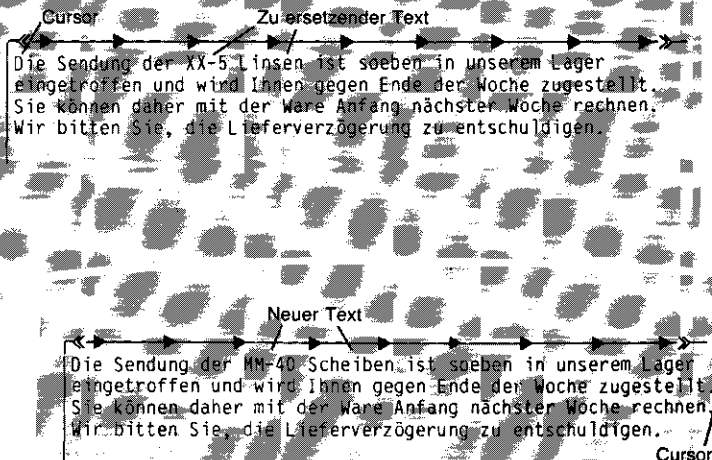 Cursor Zu ersetzender Text
Die Sendung der XX-5 Linsen ist soeben in unserem Lager
eingetroffen und wird Ihnen gegen Ende der Woche zugestellt.
Sie können daher mit der Ware Anfang nächster Woche rechnen.
Wir bitten Sie, die Lieferverzögerung zu entschuldigen.
Neuer Text
Die Sendung der MM-40 Scheiben ist soeben in unserem Lager
eingetroffen und wird Ihnen gegen Ende der Woche zugestellt.
Sie können daher mit der Ware Anfang nächster Woche rechnen.
Wir bitten Sie, die Lieferverzögerung zu entschuldigen.
Cursor